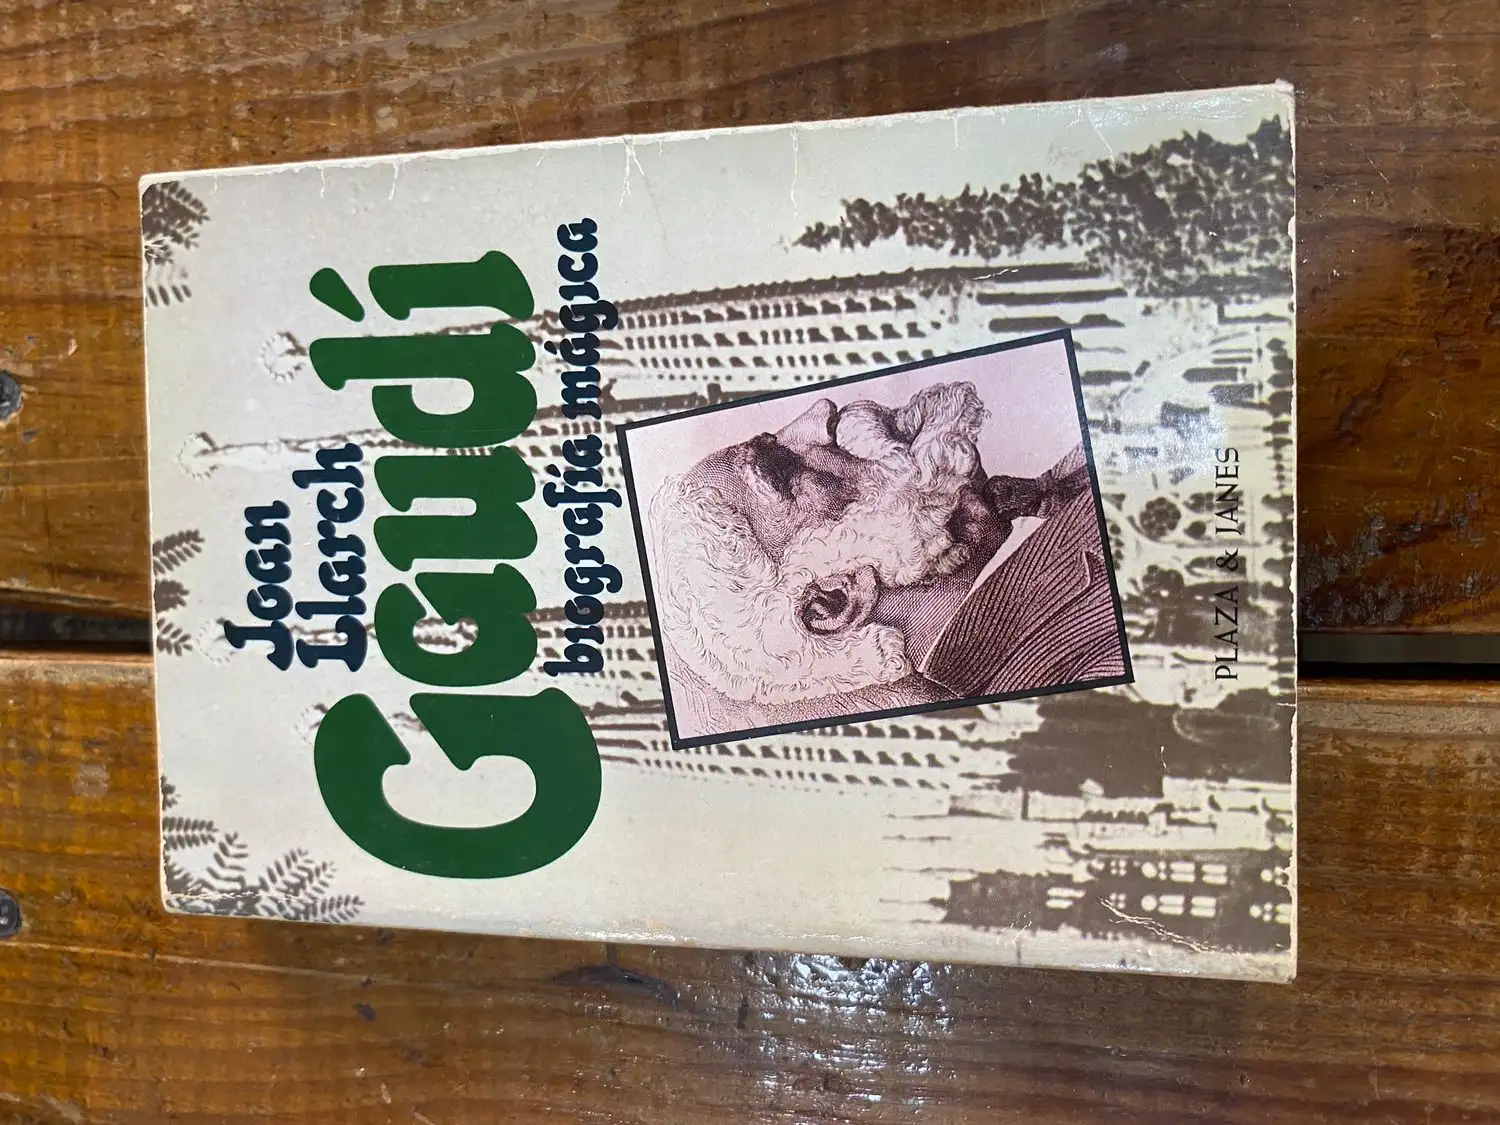 Joan
Llarch
Gaudí
biografía mágica
PLAZA & JANES